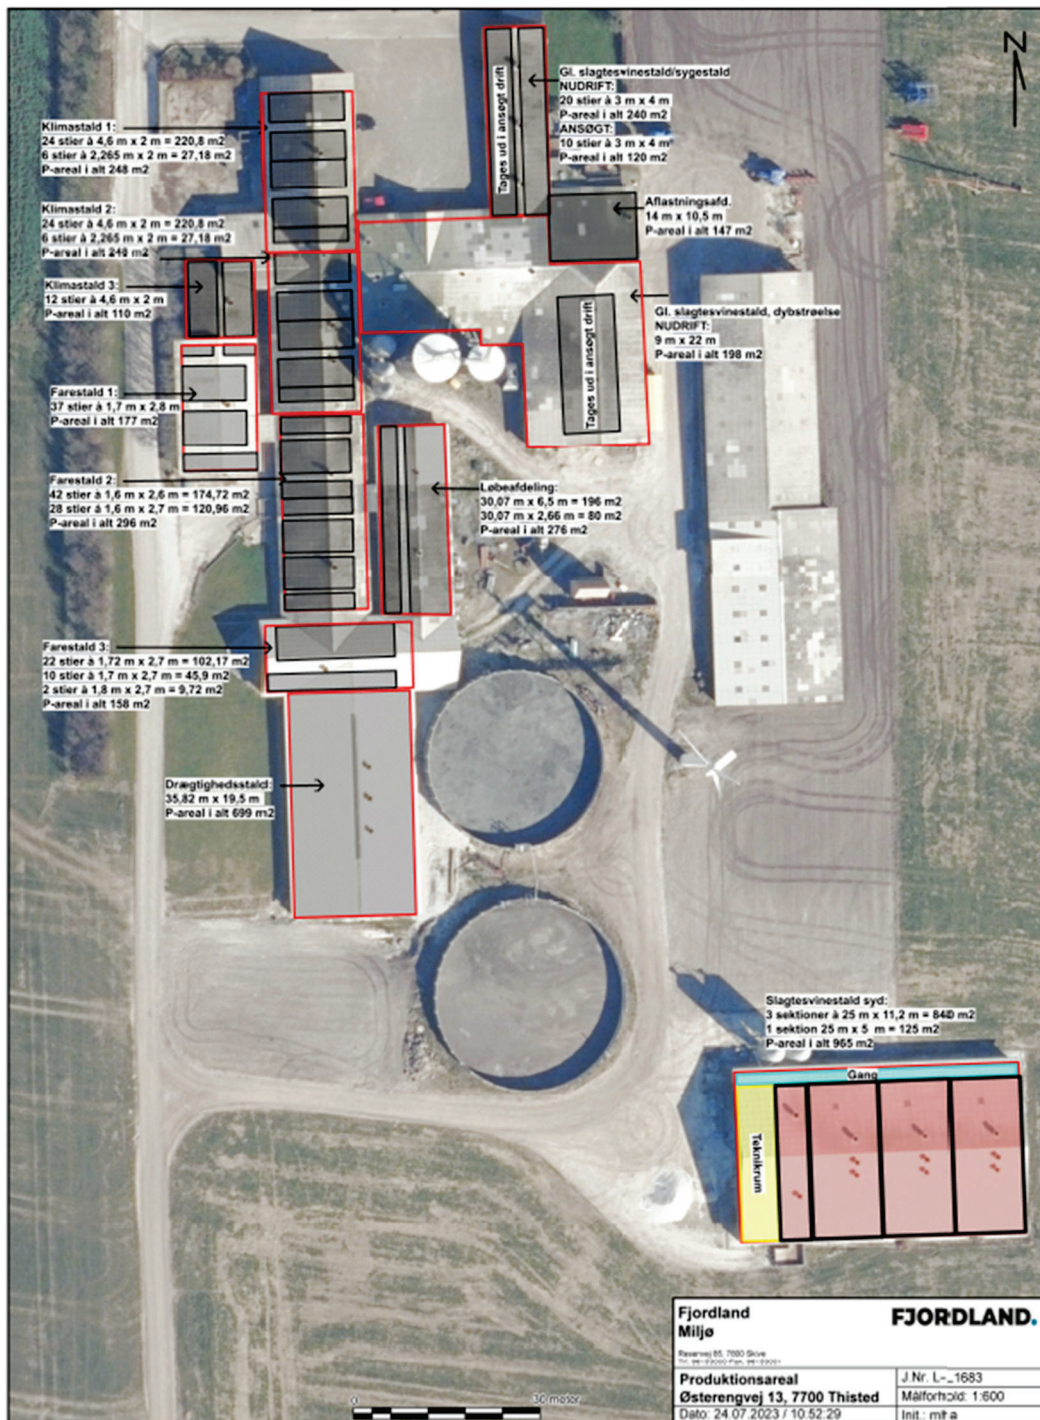 N
Gl. slagtesvinestald/sygestald
NUDRIFT:
20 stier à 3 m x 4 m
P-areal i alt 240 m2
ANSØGT:
10 stier à 3 m x 4 m
P-areal i alt 120 m2
Tages ud i ansøgt drift
Klimastald 1:
24 stier à 4,6 m x 2 m = 220,8 m2
6 stier à 2,265 m x 2 m = 27,18 m2
P-areal i alt 248 m2
Aflastningsafd.
14 m x 10,5 m
P-areal i alt 147 m2
Klimastald 2:
24 stier à 4,6 m x 2 m = 220,8 m2
6 stier à 2,265 m x 2 m = 27,18 m2
P-areal i alt 248 m2
Klimastald 3:
12 stier à 4,6 m x 2 m
P-areal i alt 110 m2
Gl. slagtesvinestald, dybstrøelse
NUDRIFT:
9 m x 22 m
P-areal i alt 198 m2
Tages ud i ansøgt drift
Farestald 1:
37 stier à 1,7 m x 2,8 m
P-areal i alt 177 m2
Farestald 2:
42 stier à 1,6 m x 2,6 m = 174,72 m2
28 stier à 1,6 m x 2,7 m = 120,96 m2
P-areal i alt 296 m2
Løbeafdeling:
30,07 m x 6,5 m = 196 m2
30,07 m x 2,66 m = 80 m2
P-areal i alt 276 m2
Farestald 3:
22 stier à 1,72 m x 2,7 m = 102,17 m2
10 stier à 1,7 m x 2,7 m = 45,9 m2
2 stier à 1,8 m x 2,7 m = 9,72 m2
P-areal i alt 158 m2
Drægtighedsstald:
35,82 m x 19,5 m
P-areal i alt 699 m2
Slagtesvinestald syd:
3 sektioner à 25 m x 11,2 m = 840 m2
1 sektion 25 m x 5 m = 125 m2
P-areal i alt 965 m2
Gang
Teknikrum
0 30 meter
Fjordland
Miljø
FJORDLAND.
Resenvej 85, 7800 Skive
Produktionsareal
Østerengvej 13, 7700 Thisted
Dato: 24.07.2023 / 10:52:29
J.Nr. L-_1683
Målforhold: 1:600
Init.: